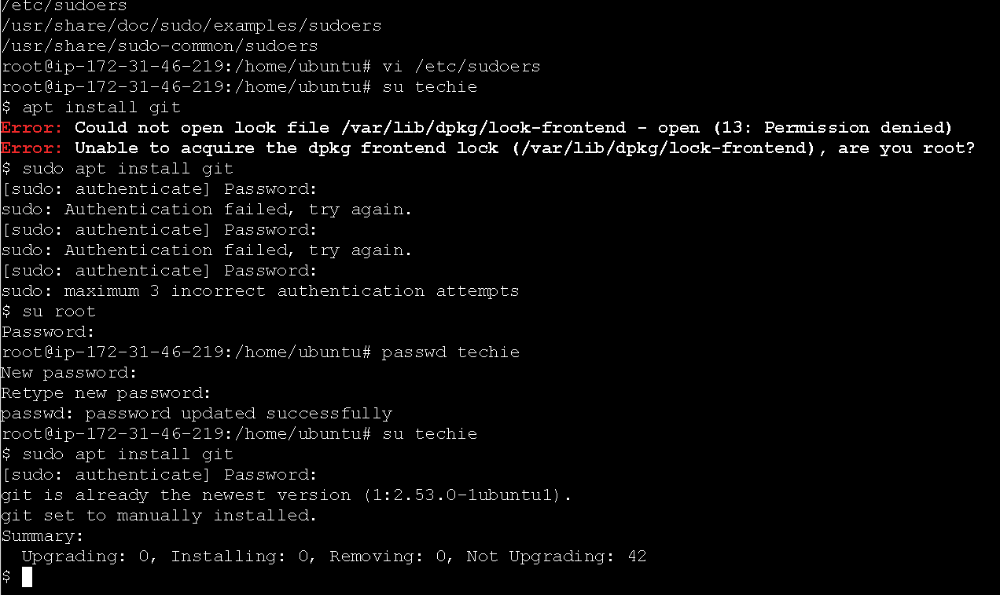 /etc/sudoers
/usr/share/doc/sudo/examples/sudoers
/usr/share/sudo-common/sudoers
root@ip-172-31-46-219:/home/ubuntu# vi /etc/sudoers
root@ip-172-31-46-219:/home/ubuntu# su techie
$ apt install git
Error: Could not open lock file /var/lib/dpkg/lock-frontend - open (13: Permission denied)
Error: Unable to acquire the dpkg frontend lock (/var/lib/dpkg/lock-frontend), are you root?
$ sudo apt install git
[sudo: authenticate] Password:
sudo: Authentication failed, try again.
[sudo: authenticate] Password:
sudo: Authentication failed, try again.
[sudo: authenticate] Password:
sudo: maximum 3 incorrect authentication attempts
$ su root
Password:
root@ip-172-31-46-219:/home/ubuntu# passwd techie
New password:
Retype new password:
passwd: password updated successfully
root@ip-172-31-46-219:/home/ubuntu# su techie
$ sudo apt install git
[sudo: authenticate] Password:
git is already the newest version (1:2.53.0-1ubuntu1).
git set to manually installed.
Summary:
  Upgrading: 0, Installing: 0, Removing: 0, Not Upgrading: 42
$